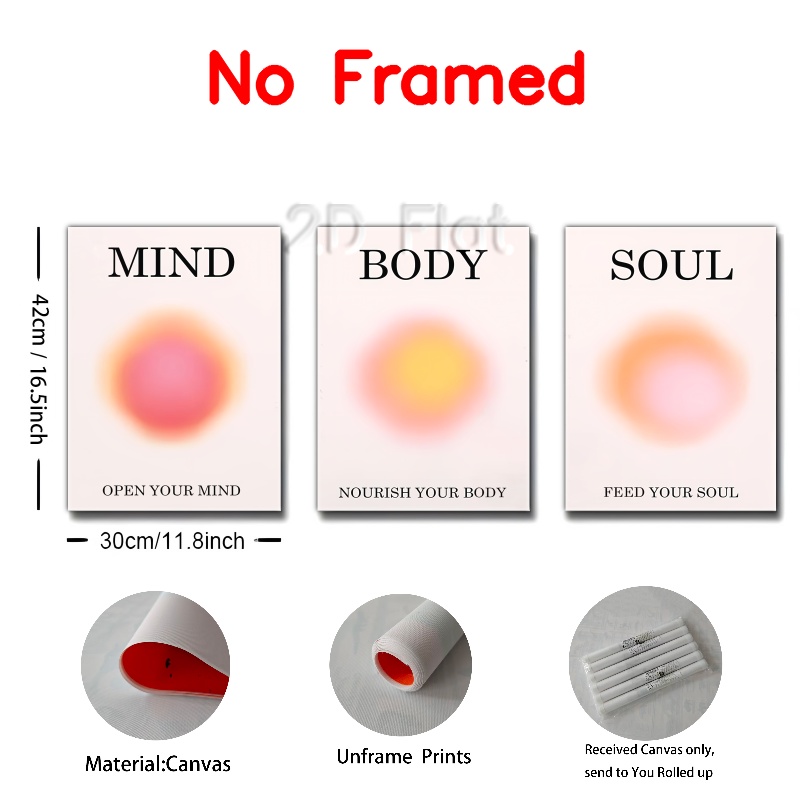 No Framed
2D Flat
MIND
BODY
SOUL
42cm / 16.5inch
OPEN YOUR MIND
NOURISH YOUR BODY
FEED YOUR SOUL
30cm/11.8inch
Material:Canvas
Unframe Prints
Received Canvas only,
send to You Rolled up